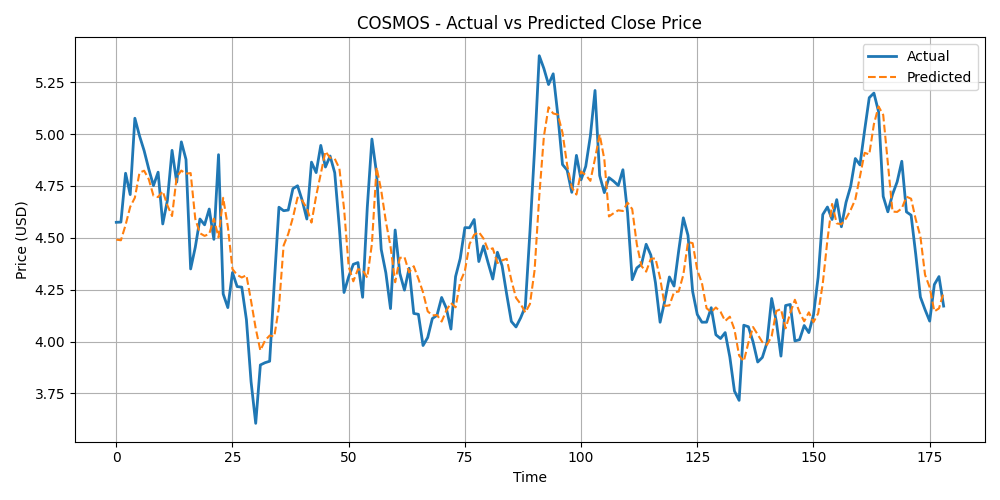 COSMOS - Actual vs Predicted Close Price
Actual
Predicted
5.25
5.00
4.75
4.50
4.25
4.00
3.75
Price (USD)
0 25 50 75 100 125 150 175
Time